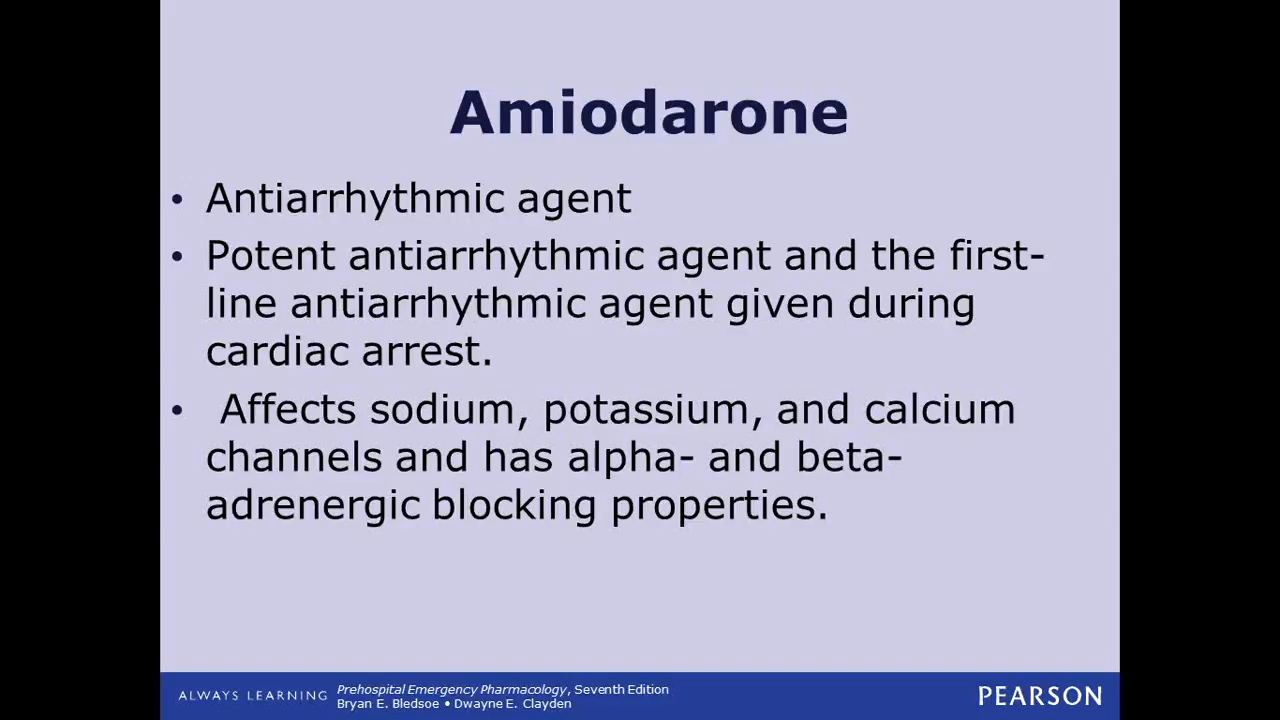 Amiodarone
• Antiarrhythmic agent
• Potent antiarrhythmic agent and the first-
line antiarrhythmic agent given during
cardiac arrest.
• Affects sodium, potassium, and calcium
channels and has alpha- and beta-
adrenergic blocking properties.
ALWAYS LEARNING
Prehospital Emergency Pharmacology, Seventh Edition
Bryan E. Bledsoe • Dwayne E. Clayden
PEARSON